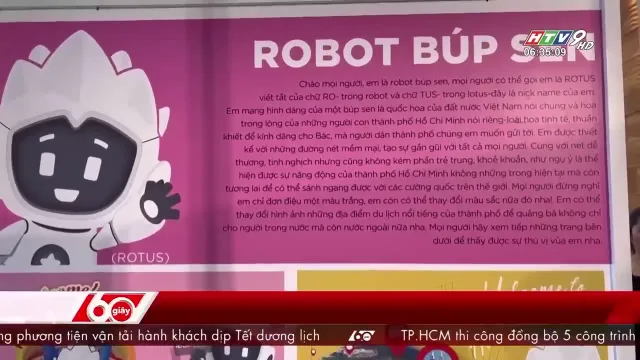 HTV9 HD
06:35:09
ROBOT BÚP SEN
Chào mọi người, em là robot búp sen, mọi người có thể gọi em là ROTUS
viết tắt của chữ RO- trong robot và chữ TUS- trong lotus-đây là nick name của em.
Em mang hình dáng của một búp sen là quốc hoa của đất nước Việt Nam nói chung và hoa
trong lòng của những người con thành phố Hồ Chí Minh nói riêng-loài hoa tinh tế, thuần
khiết để kính dâng cho Bác, mà người dân thành phố chúng em muốn gửi tới. Em được thiết
kế với những đường nét mềm mại, tạo sự gần gũi với tất cả mọi người. Cùng với nét dễ
thương, tinh nghịch nhưng cũng không kém phần trẻ trung, khoẻ khoắn, như ngụ ý là thể
hiện được sự năng động của thành phố Hồ Chí Minh không những trong hiện tại mà còn
tương lai để có thể sánh ngang được với các cường quốc trên thế giới. Mọi người đừng nghĩ
em chỉ đơn điệu một màu trắng, em còn có thể thay đổi màu sắc nữa đó nha!. Em có thể
thay đổi hình ảnh những địa điểm du lịch nổi tiếng của thành phố để quảng bá không chỉ
cho người trong nước mà còn nước ngoài nữa nha. Mọi người hãy xem tiếp những trang bên
dưới để thấy được sự thú vị của em nha.
(ROTUS)
60 giây
ng phương tiện vận tải hành khách dịp Tết dương lịch
60
TP.HCM thi công đồng bộ 5 công trình